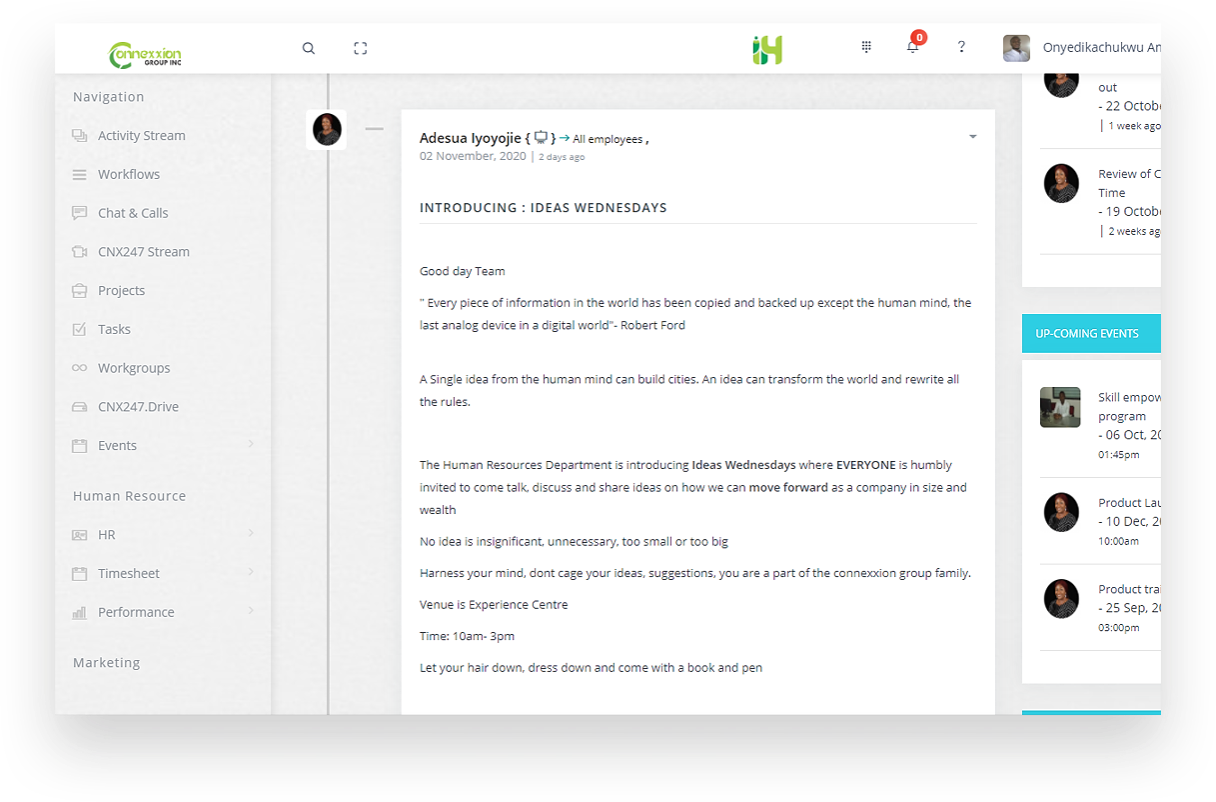 Connexxion
GROUP INC
i4
0
?
Onyedikachukwu An
Navigation
Activity Stream
Workflows
Chat & Calls
CNX247 Stream
Projects
Tasks
Workgroups
CNX247.Drive
Events
Human Resource
HR
Timesheet
Performance
Marketing
Adesua Iyoyojie { } → All employees ,
02 November, 2020 | 2 days ago
INTRODUCING : IDEAS WEDNESDAYS
Good day Team
" Every piece of information in the world has been copied and backed up except the human mind, the
last analog device in a digital world"- Robert Ford
A Single idea from the human mind can build cities. An idea can transform the world and rewrite all
the rules.
The Human Resources Department is introducing Ideas Wednesdays where EVERYONE is humbly
invited to come talk, discuss and share ideas on how we can move forward as a company in size and
wealth
No idea is insignificant, unnecessary, too small or too big
Harness your mind, dont cage your ideas, suggestions, you are a part of the connexxion group family.
Venue is Experience Centre
Time: 10am- 3pm
Let your hair down, dress down and come with a book and pen
out
- 22 Octobe
| 1 week ago
Review of C
Time
- 19 Octobe
| 2 weeks ag
UP-COMING EVENTS
Skill empow
program
- 06 Oct, 20
01:45pm
Product Lau
- 10 Dec, 20
10:00am
Product trai
- 25 Sep, 20
03:00pm